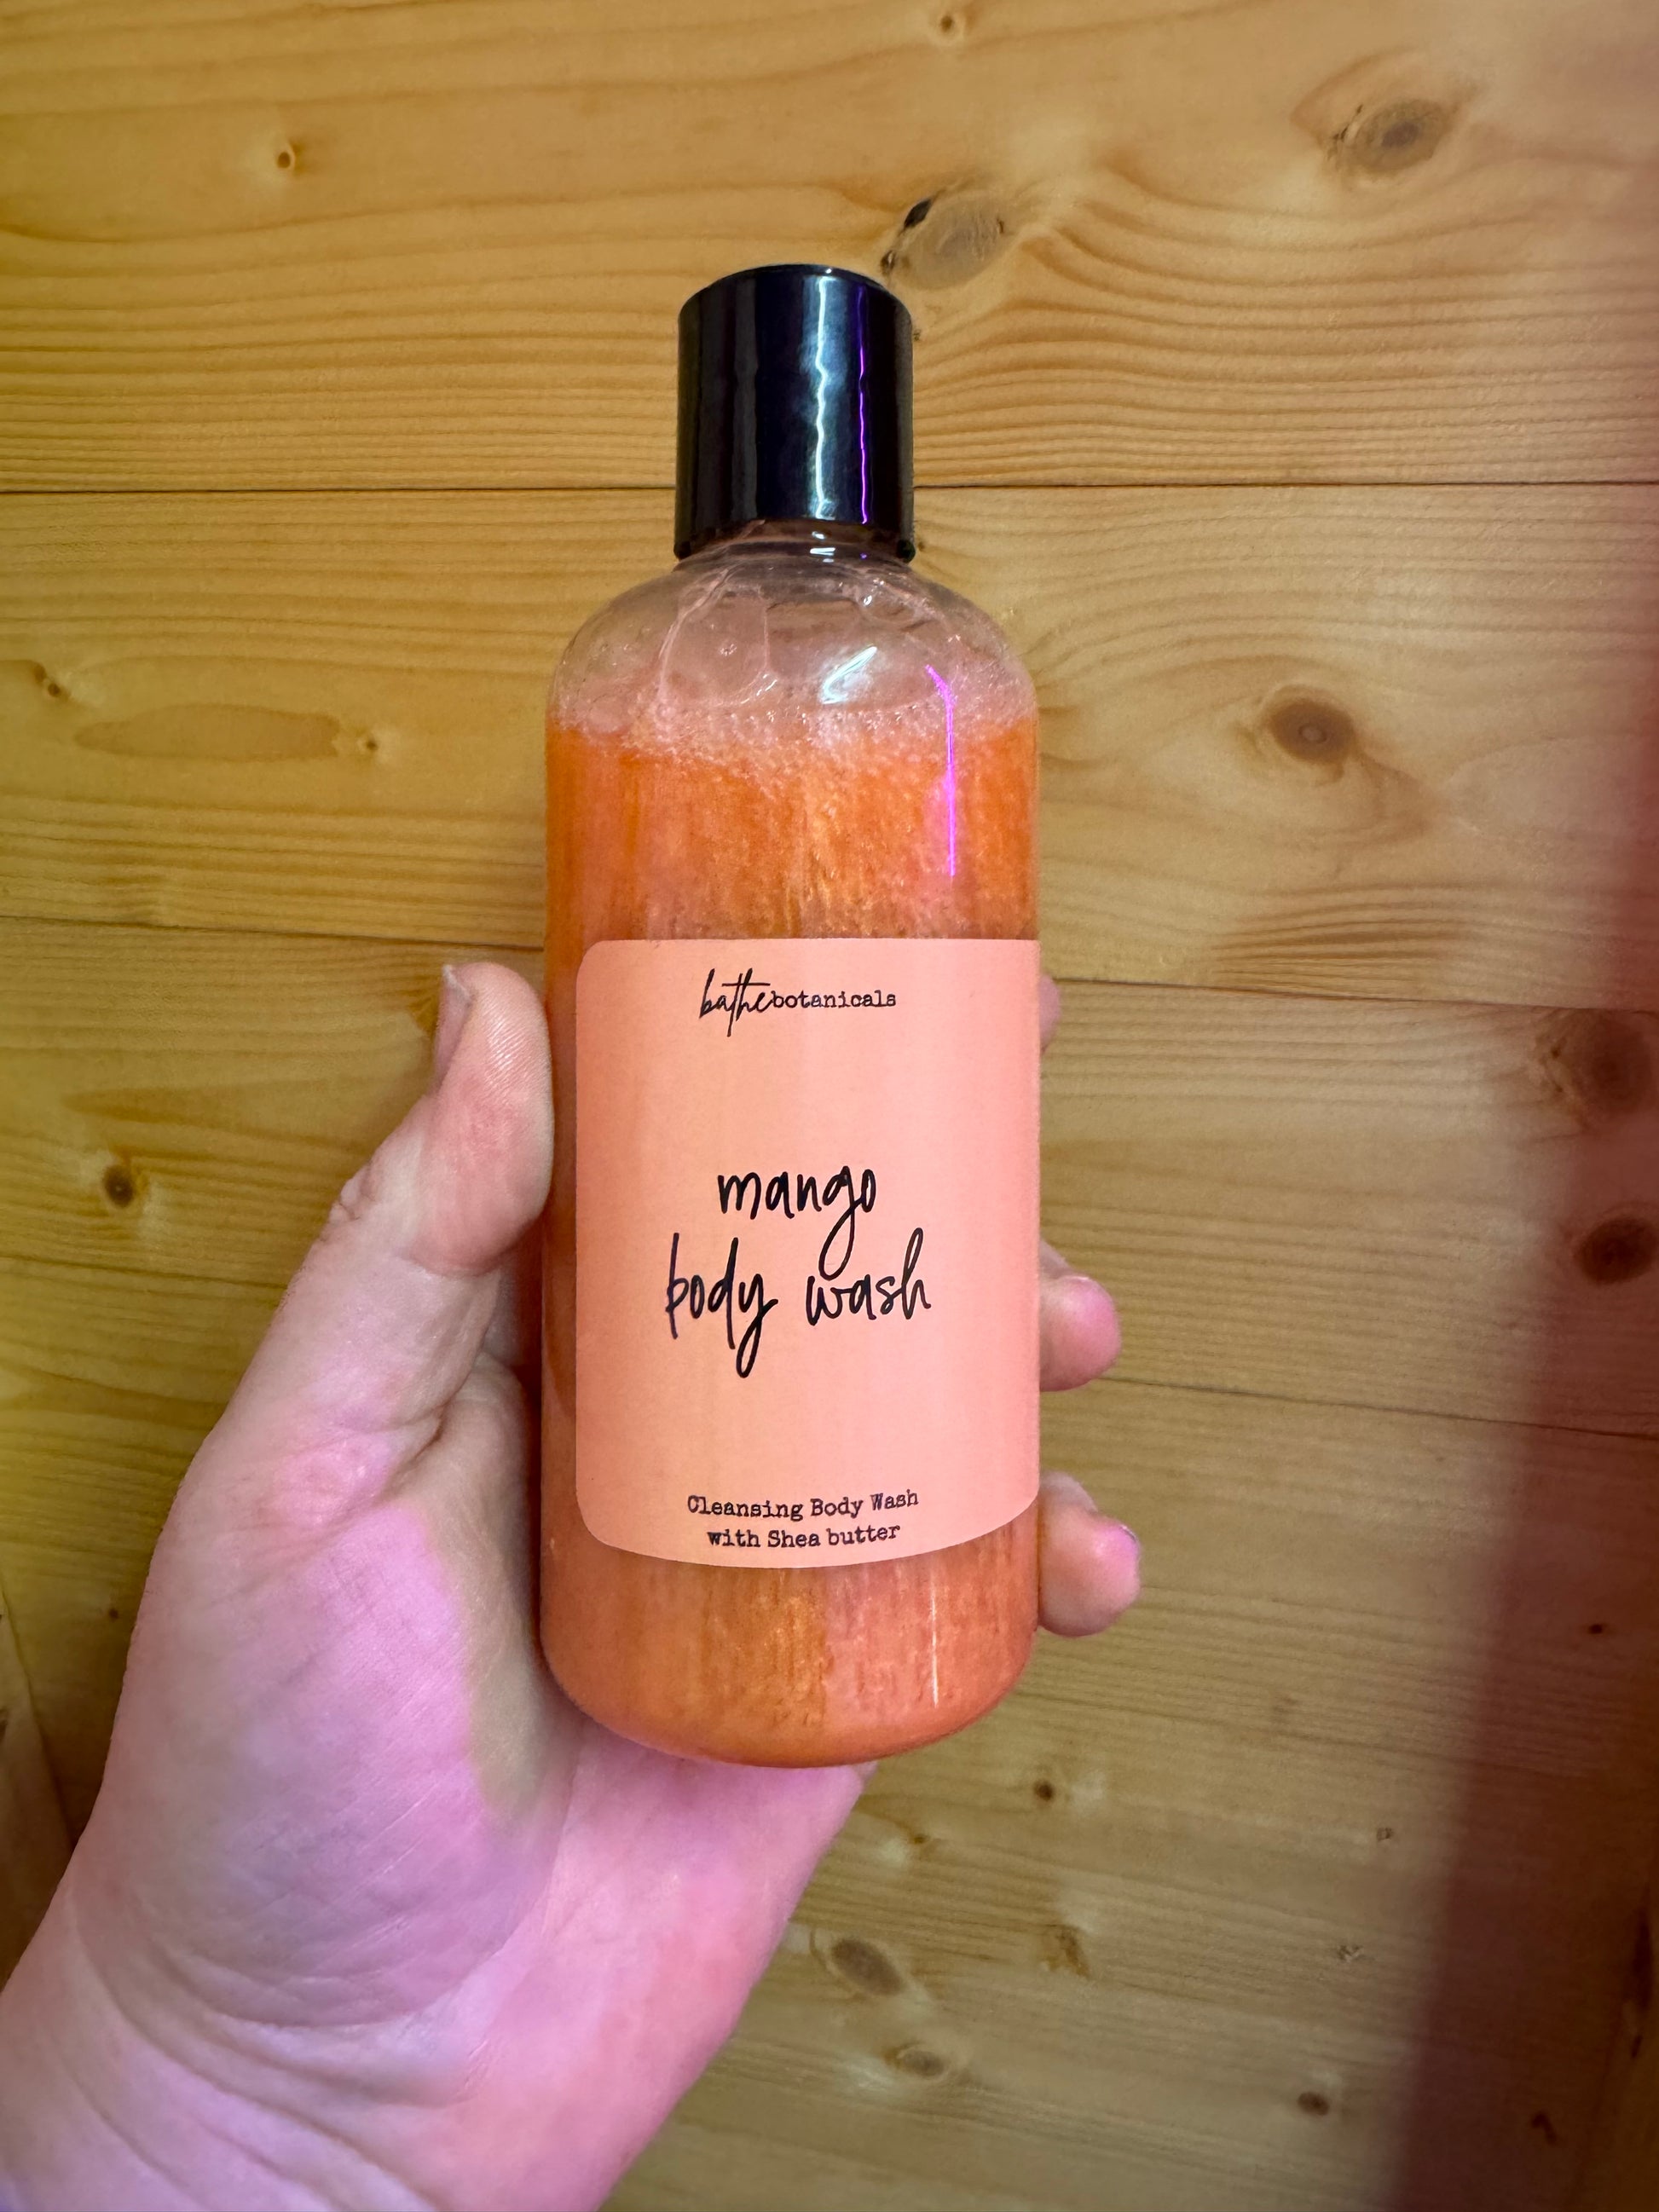 bathebotanicals
mango
body wash
Cleansing Body Wash
with Shea butter